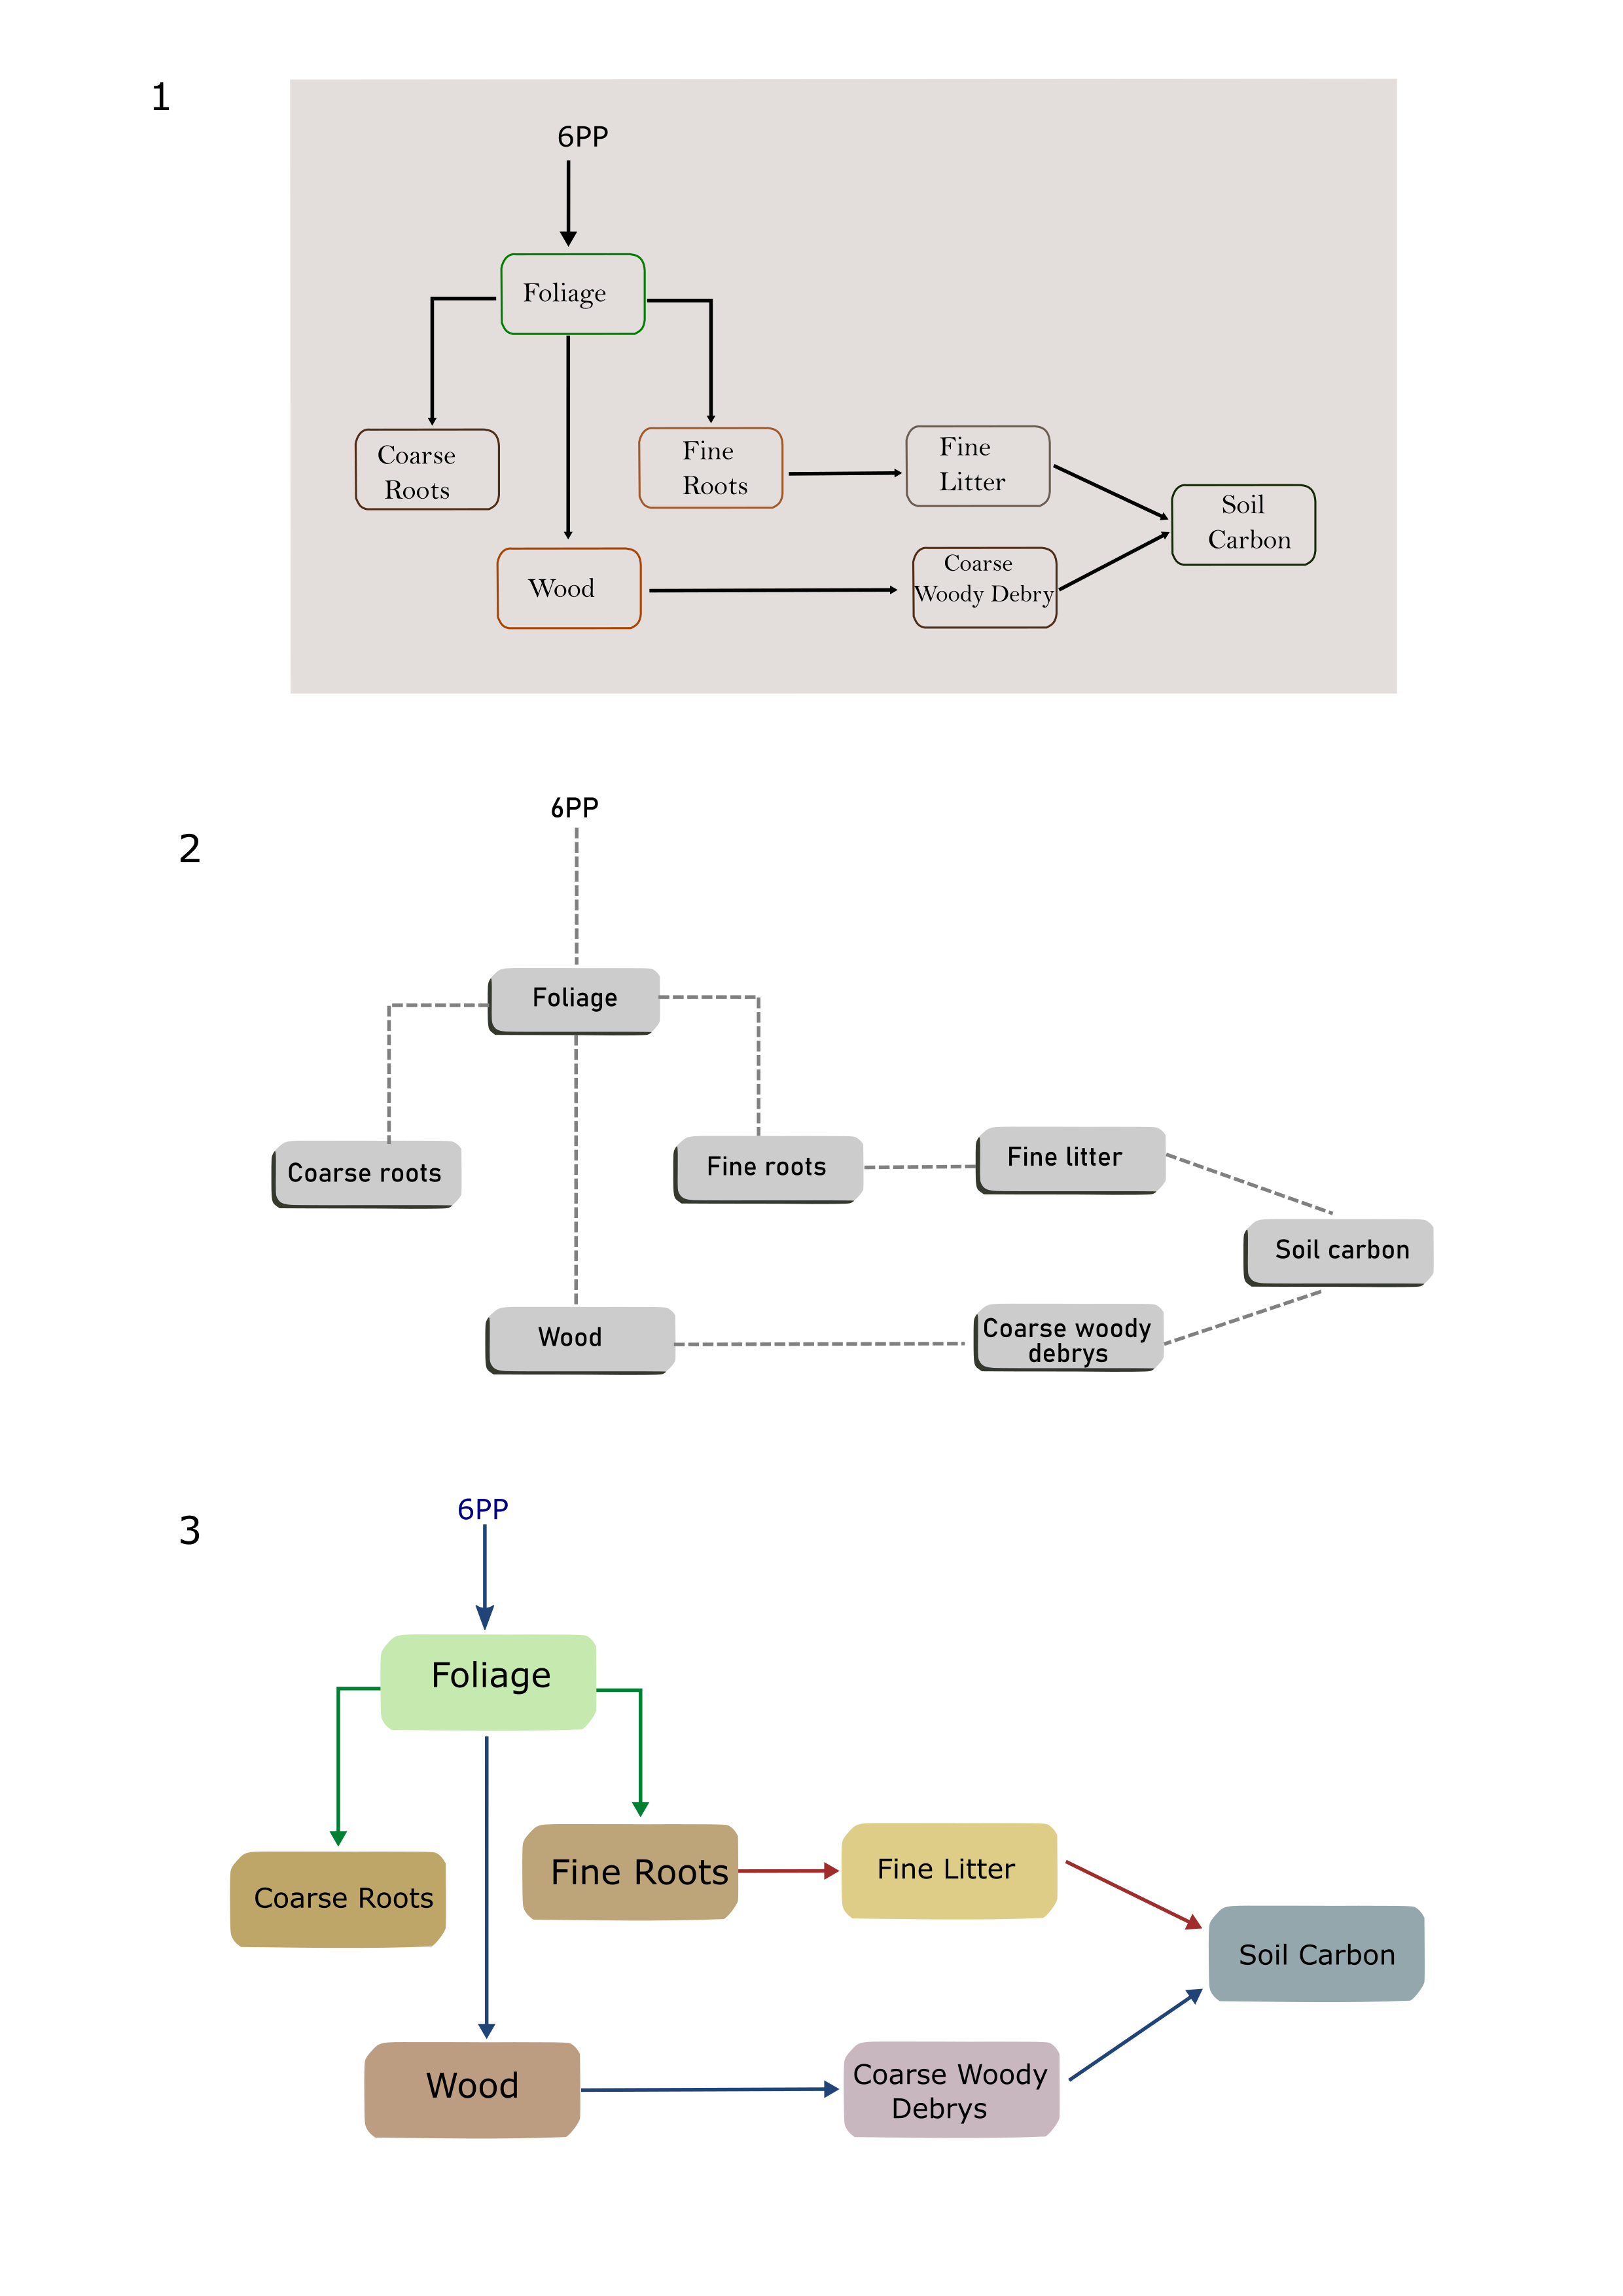 1
6PP
Foliage
Coarse
Roots
Fine
Roots
Fine
Litter
Soil
Carbon
Wood
Coarse
Woody Debry
2
6PP
Foliage
Coarse roots
Fine roots
Fine litter
Soil carbon
Wood
Coarse woody
debrys
3
6PP
Foliage
Coarse Roots
Fine Roots
Fine Litter
Soil Carbon
Wood
Coarse Woody
Debrys